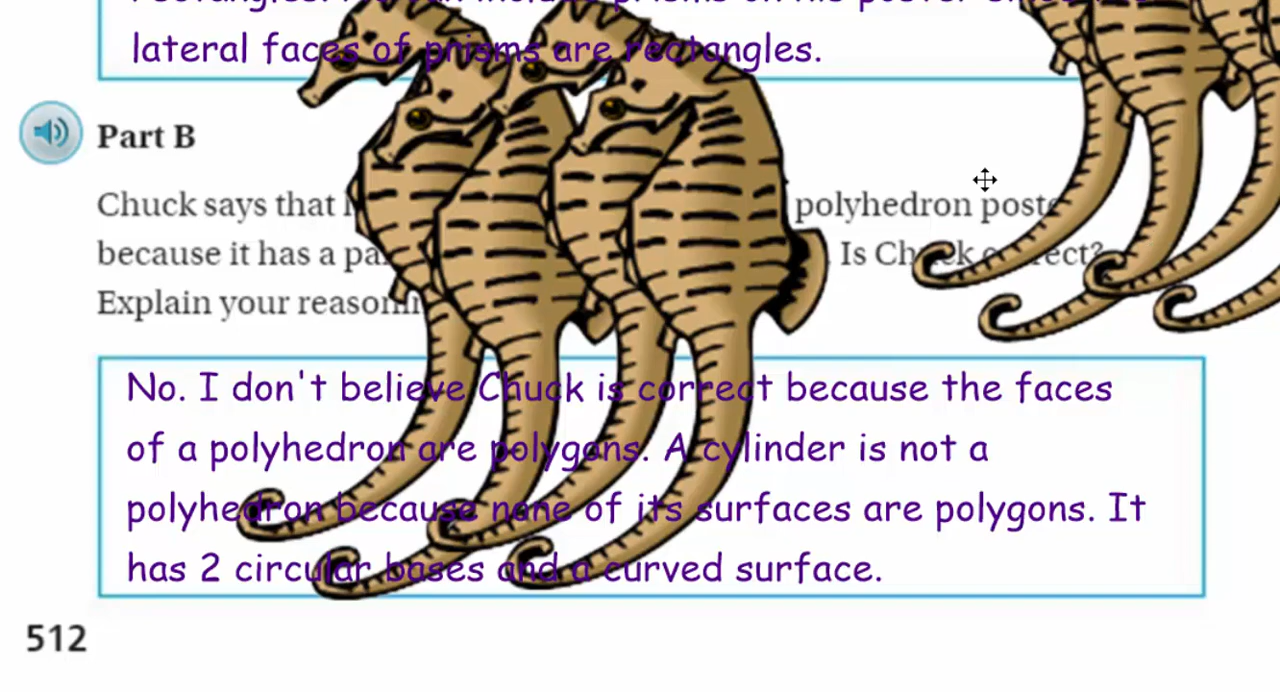 lateral faces of prisms are rectangles.
Part B
Chuck says that polyhedron poste
because it has a pa Is Chuck correct?
Explain your reasonin
No. I don't believe Chuck is correct because the faces
of a polyhedron are polygons. A cylinder is not a
polyhedron because none of its surfaces are polygons. It
has 2 circular bases and a curved surface.
512